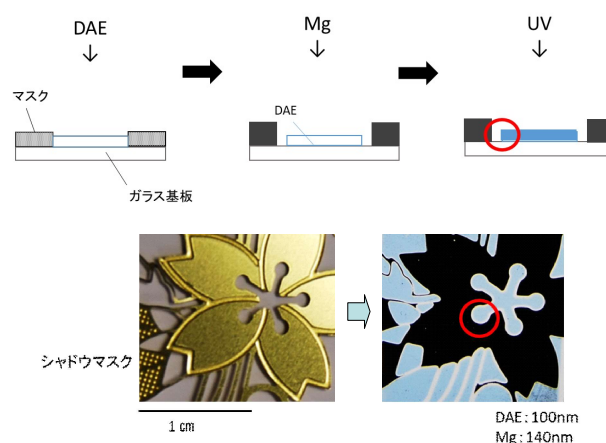 DAE
Mg
UV
マスク
DAE
ガラス基板
シャドウマスク
1 cm
DAE：100nm
Mg：140nm